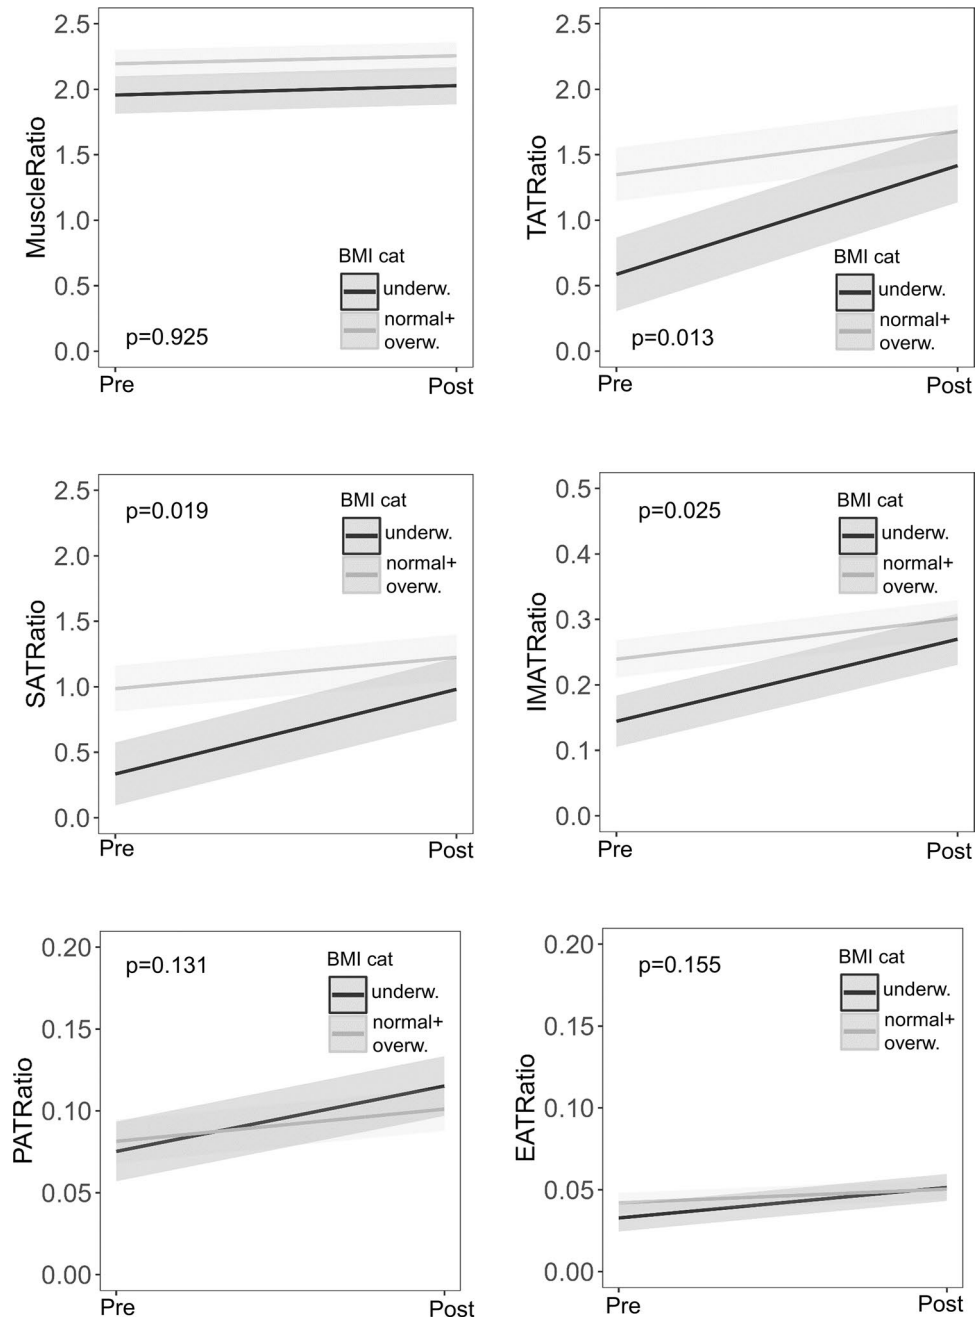 2.5
2.0
1.5
1.0
0.5
0.0
MuscleRatio
BMI cat
underw.
normal+
overw.
p=0.925
Pre
Post
2.5
2.0
1.5
1.0
0.5
0.0
TATRatio
BMI cat
underw.
normal+
overw.
p=0.013
Pre
Post
2.5
2.0
1.5
1.0
0.5
0.0
SATRatio
p=0.019
BMI cat
underw.
normal+
overw.
Pre
Post
0.5
0.4
0.3
0.2
0.1
0.0
IMATRatio
p=0.025
BMI cat
underw.
normal+
overw.
Pre
Post
0.20
0.15
0.10
0.05
0.00
PATRatio
p=0.131
BMI cat
underw.
normal+
overw.
Pre
Post
0.20
0.15
0.10
0.05
0.00
EATRatio
p=0.155
BMI cat
underw.
normal+
overw.
Pre
Post